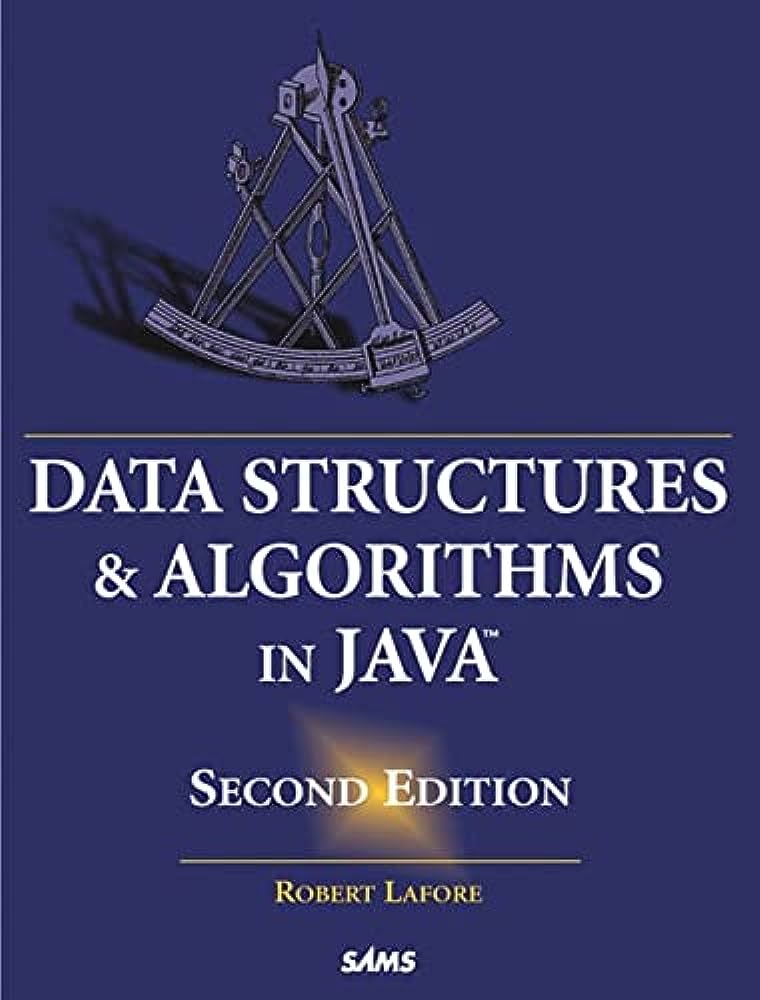 DATA STRUCTURES
& ALGORITHMS
IN JAVA™
SECOND EDITION
ROBERT LAFORE
SAMS